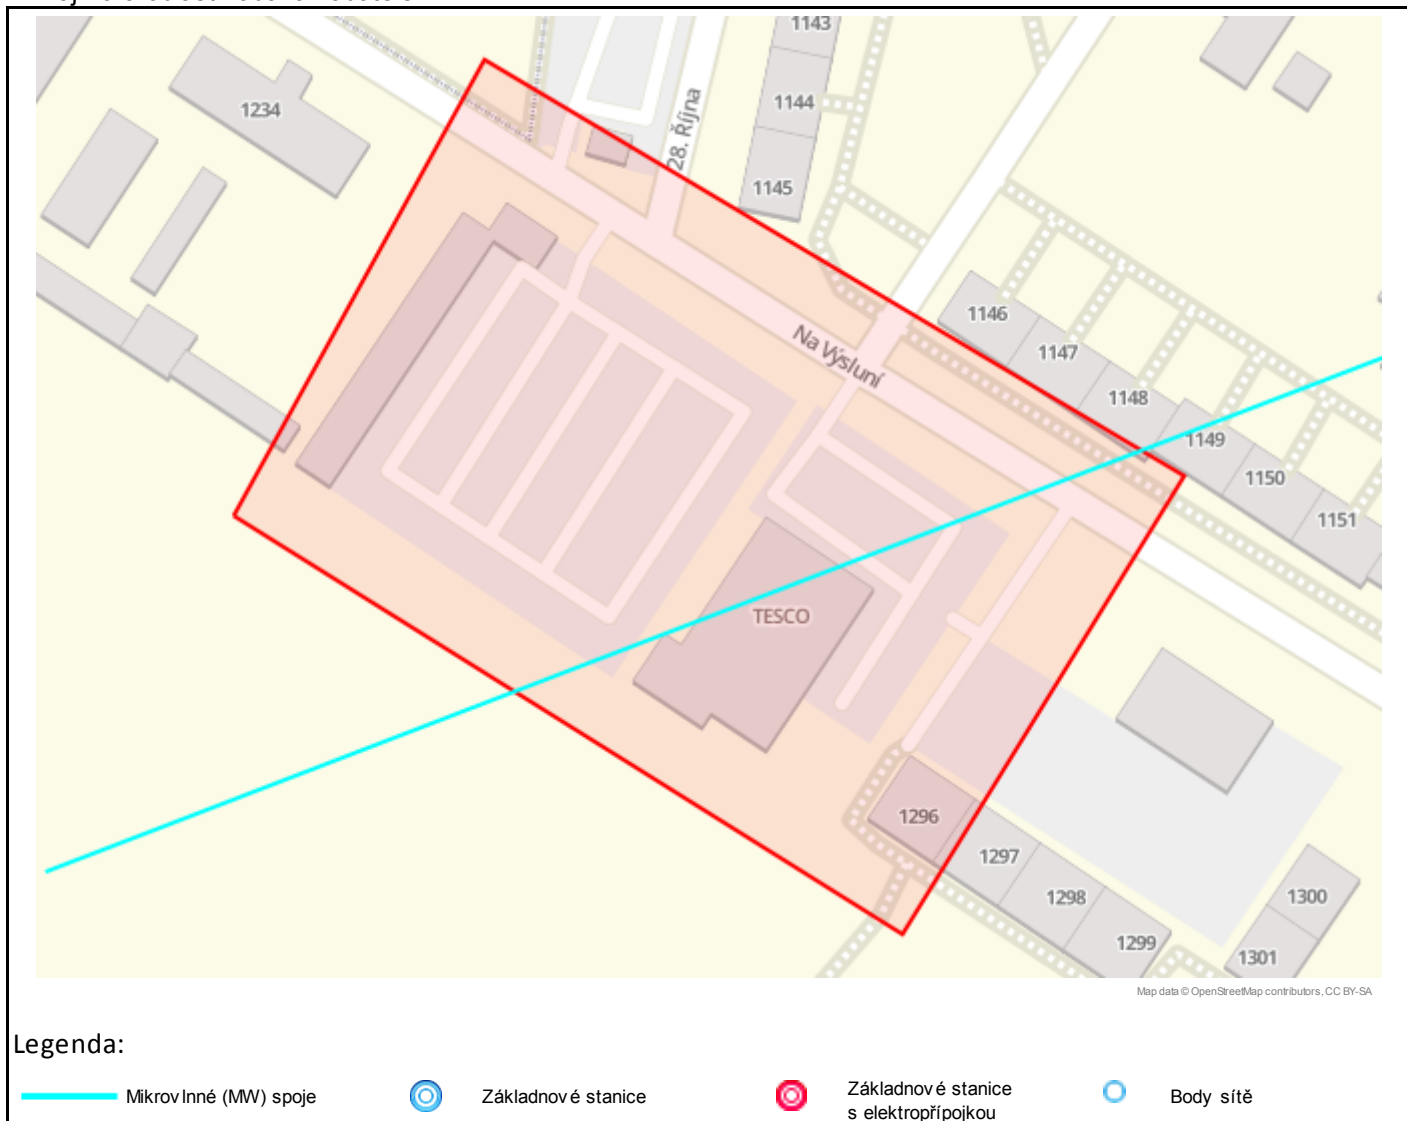 1143
1234
1144
28. Října
1145
1146
Na Výsluní
1147
1148
1149
1150
1151
TESCO
1296
1297
1298
1299
1300
1301
Map data © OpenStreetMap contributors, CC BY-SA
Legenda:
Mikrovlnné (MW) spoje
Základnové stanice
Základnové stanice
s elektropřípojkou
Body sítě